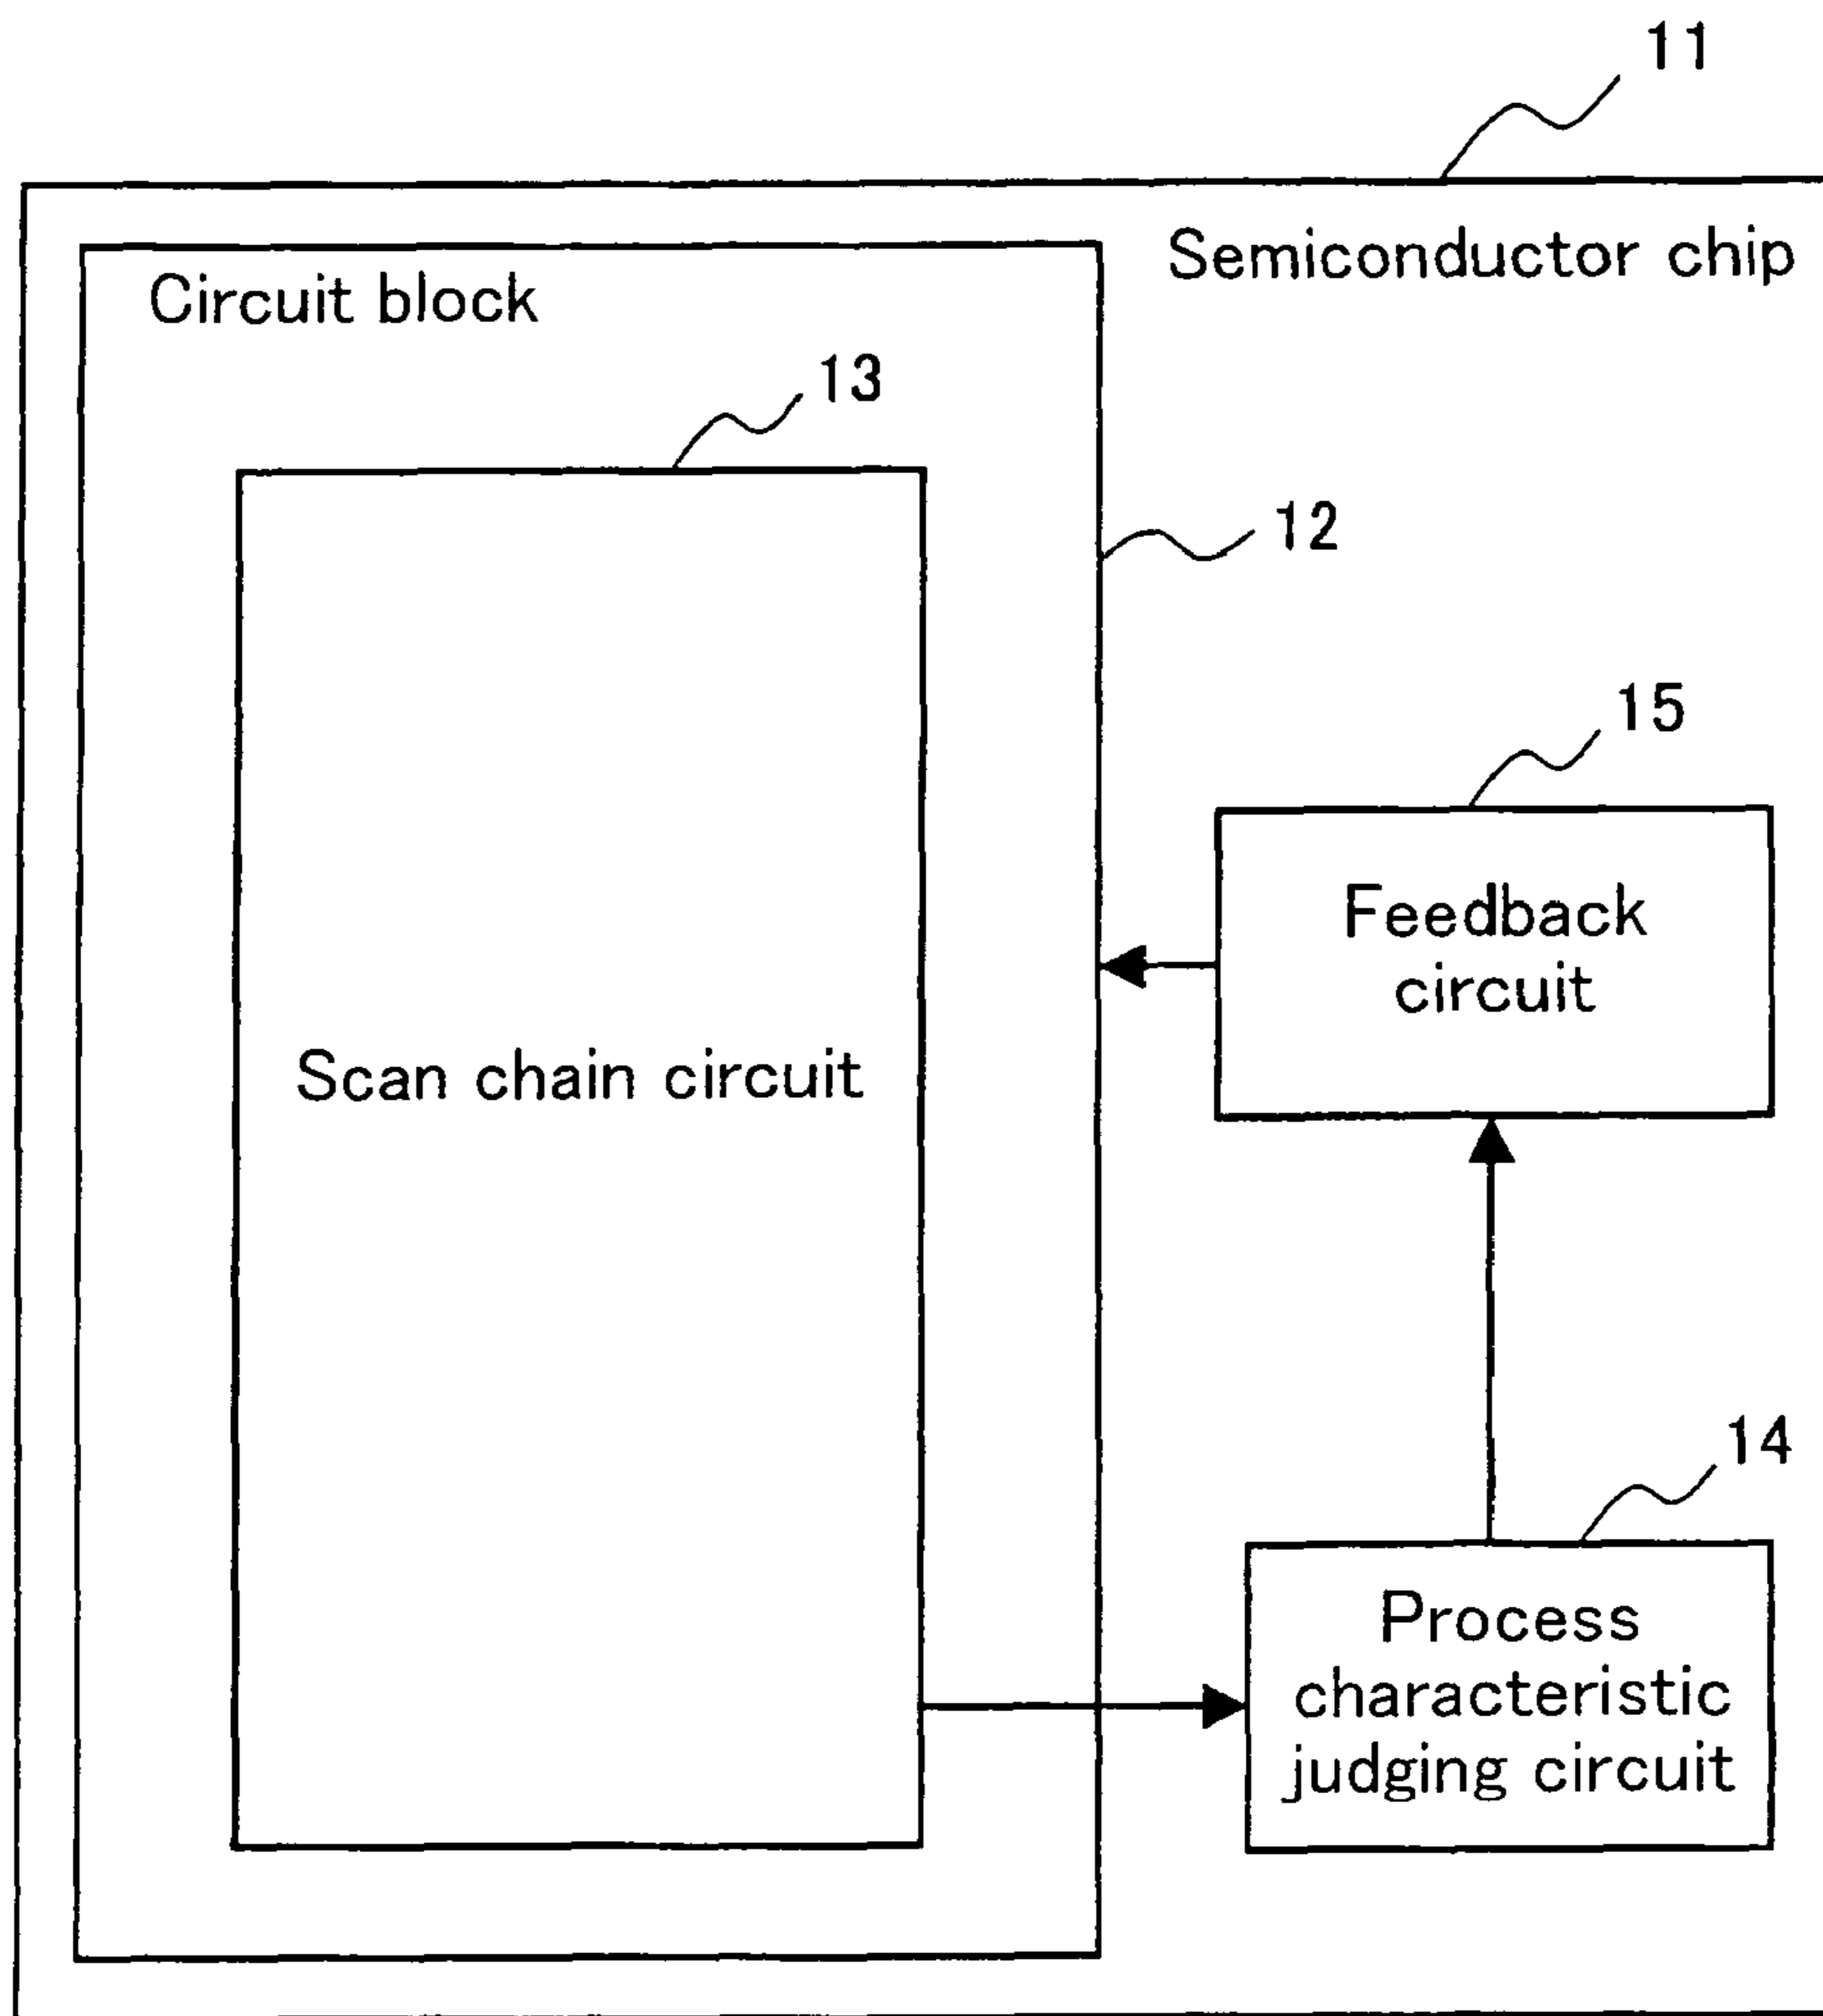 11
Semiconductor chip
Circuit block
13
12
15
Feedback
circuit
Scan chain circuit
14
Process
characteristic
judging circuit